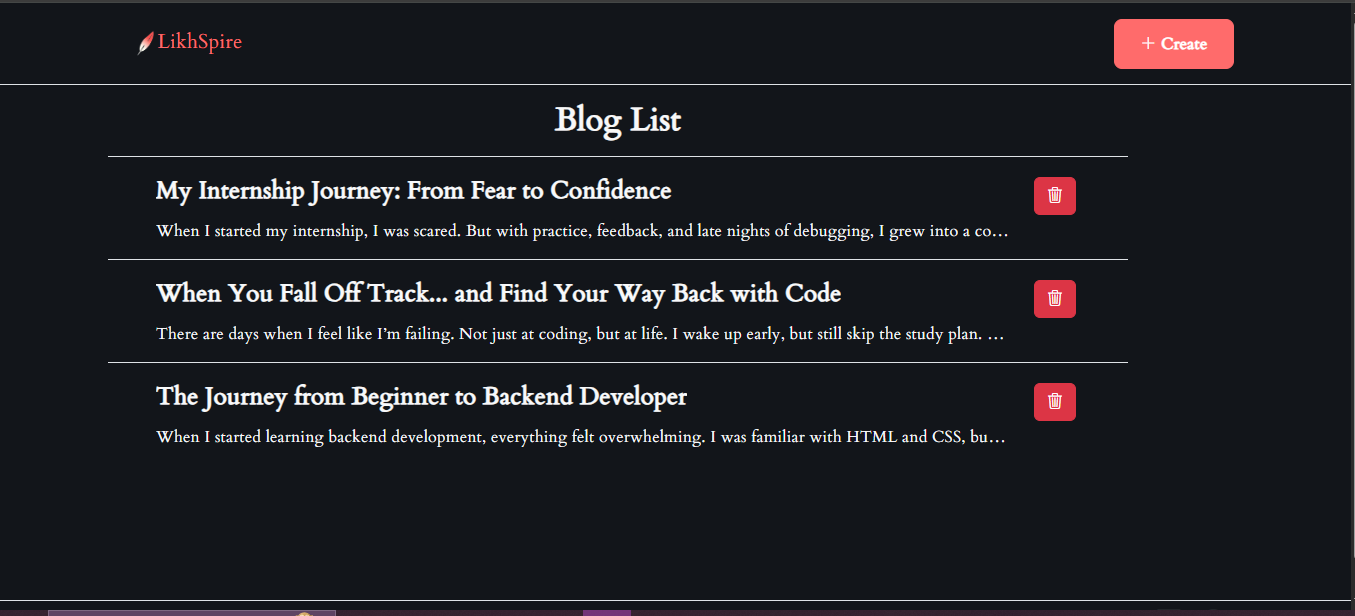 LikhSpire
+ Create
Blog List
My Internship Journey: From Fear to Confidence
When I started my internship, I was scared. But with practice, feedback, and late nights of debugging, I grew into a co…
When You Fall Off Track... and Find Your Way Back with Code
There are days when I feel like I’m failing. Not just at coding, but at life. I wake up early, but still skip the study plan. …
The Journey from Beginner to Backend Developer
When I started learning backend development, everything felt overwhelming. I was familiar with HTML and CSS, bu…